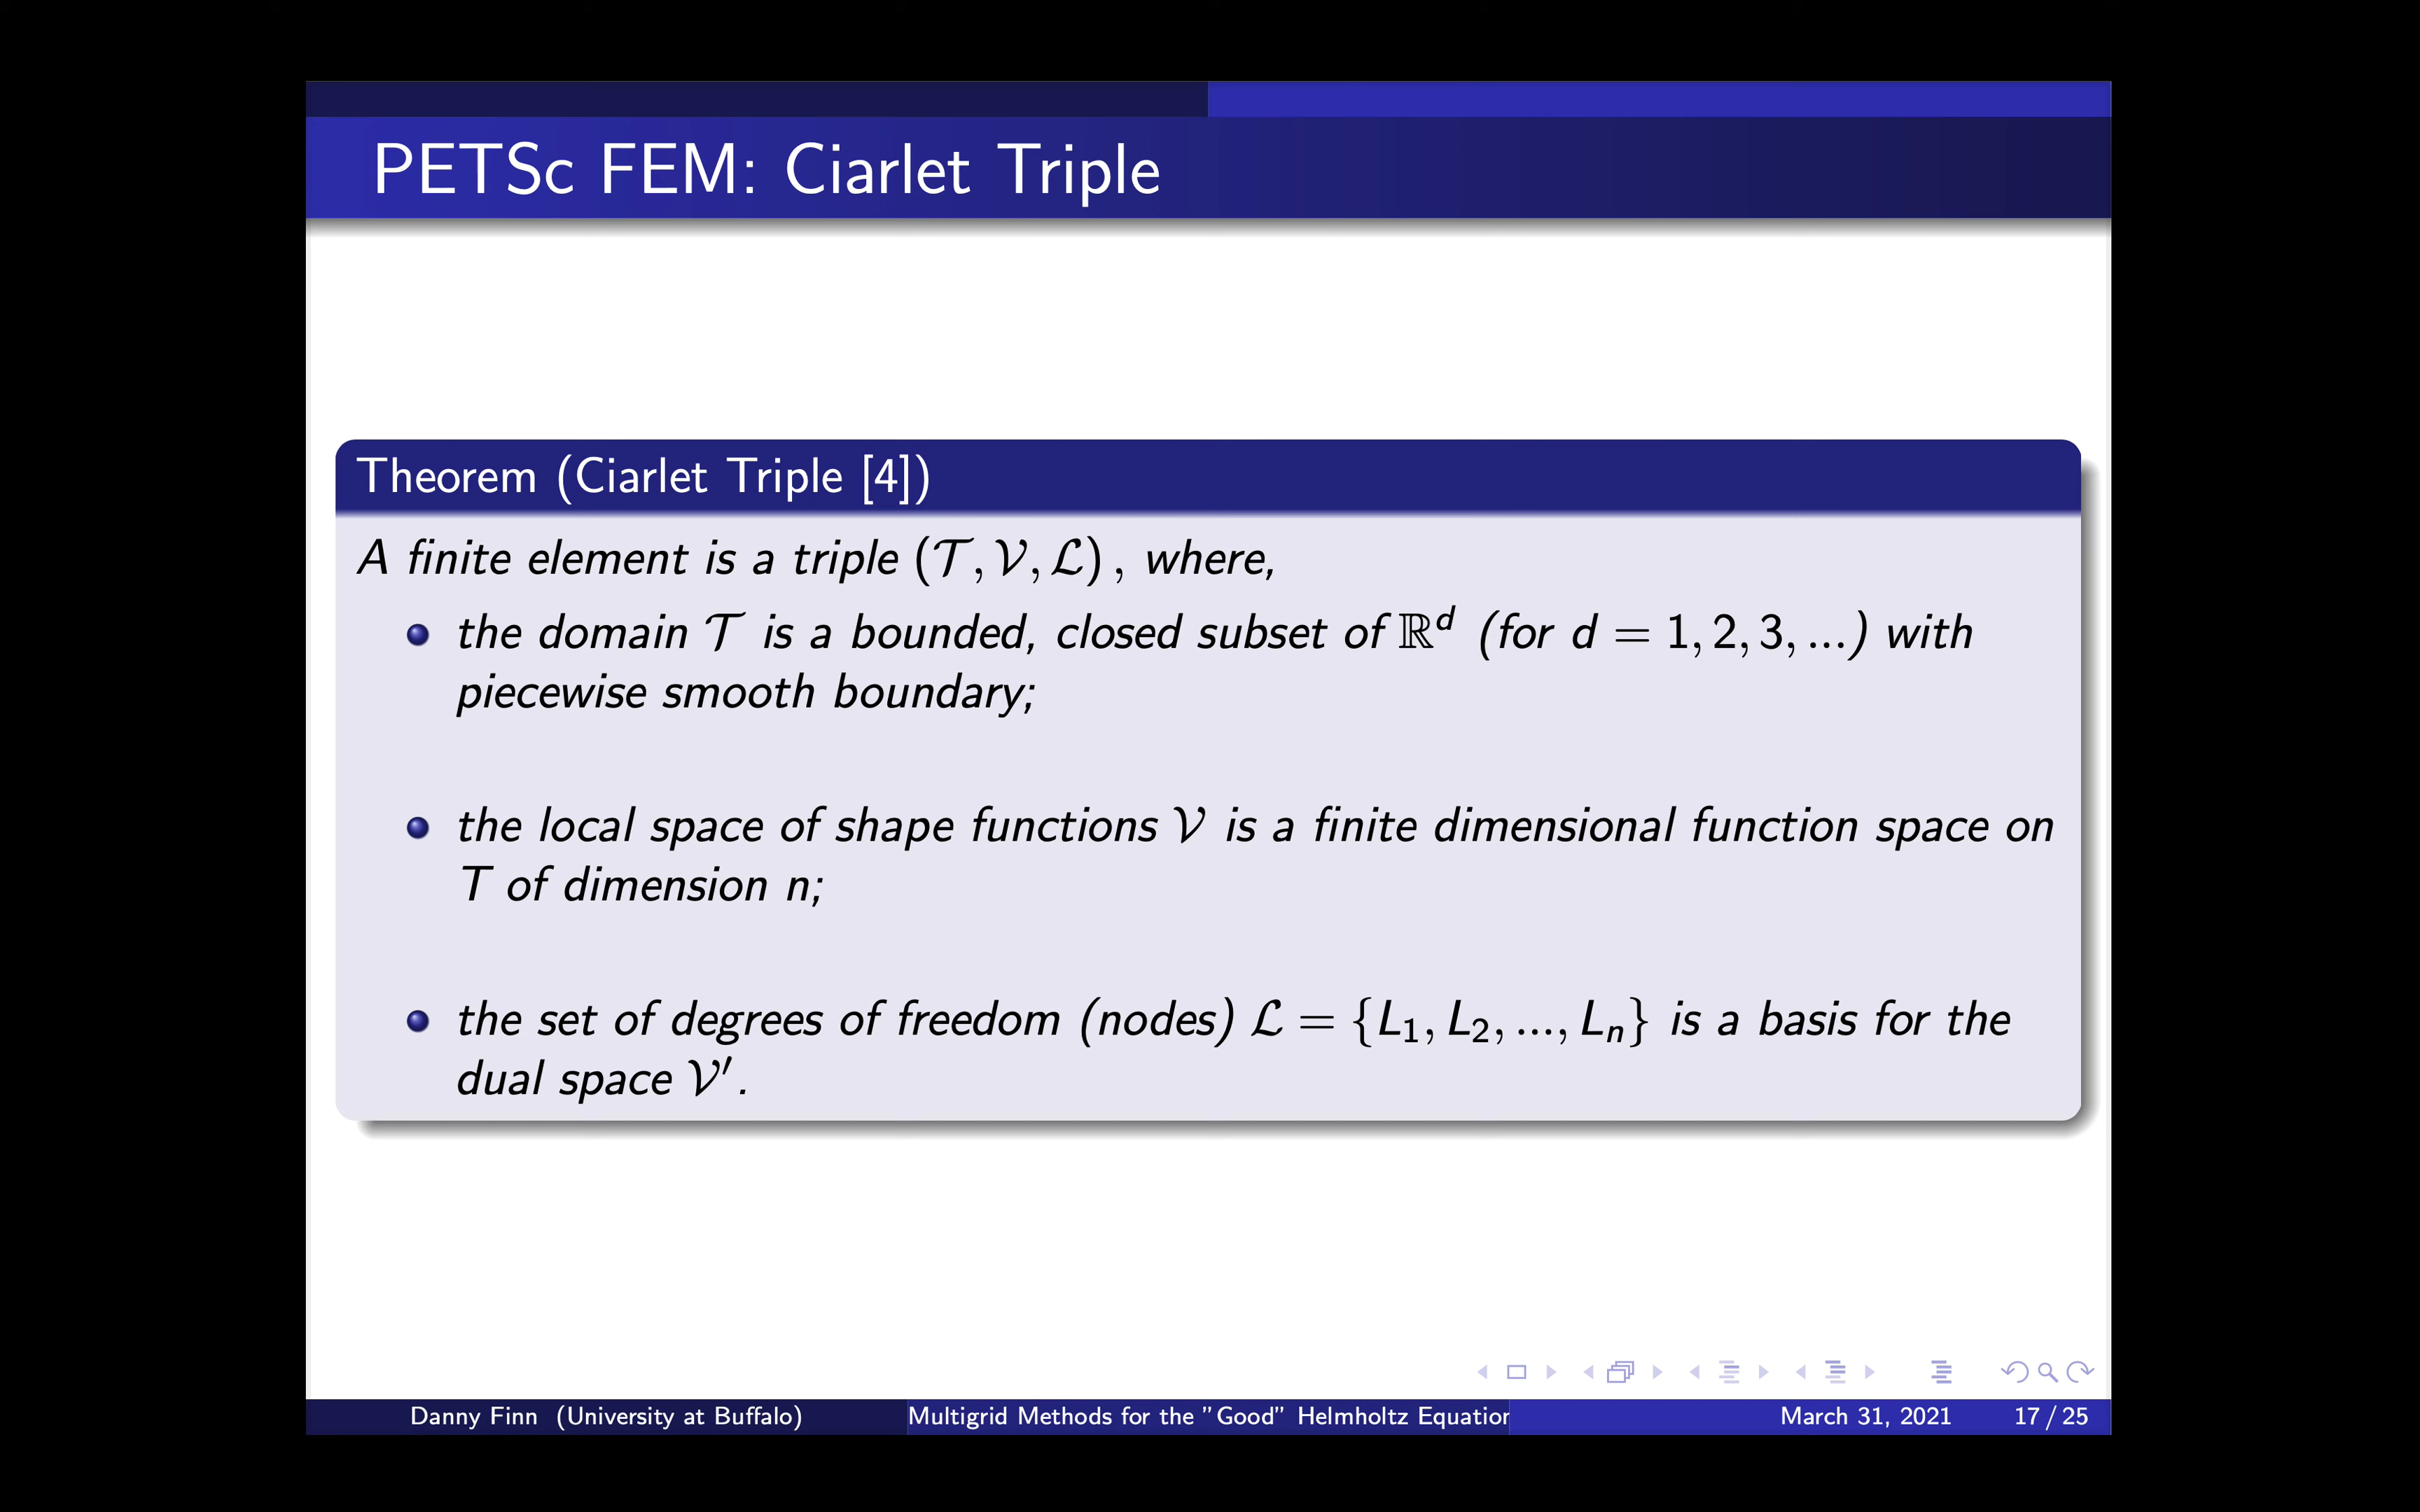 PETSc FEM: Ciarlet Triple
Theorem (Ciarlet Triple [4])
A finite element is a triple (𝒯, 𝒱, ℒ), where,
the domain 𝒯 is a bounded, closed subset of ℝᵈ (for d = 1, 2, 3, ...) with
piecewise smooth boundary;
the local space of shape functions 𝒱 is a finite dimensional function space on
T of dimension n;
the set of degrees of freedom (nodes) ℒ = {L₁, L₂, ..., Lₙ} is a basis for the
dual space 𝒱′.
Danny Finn (University at Buffalo) Multigrid Methods for the ”Good” Helmholtz Equation March 31, 2021 17 / 25